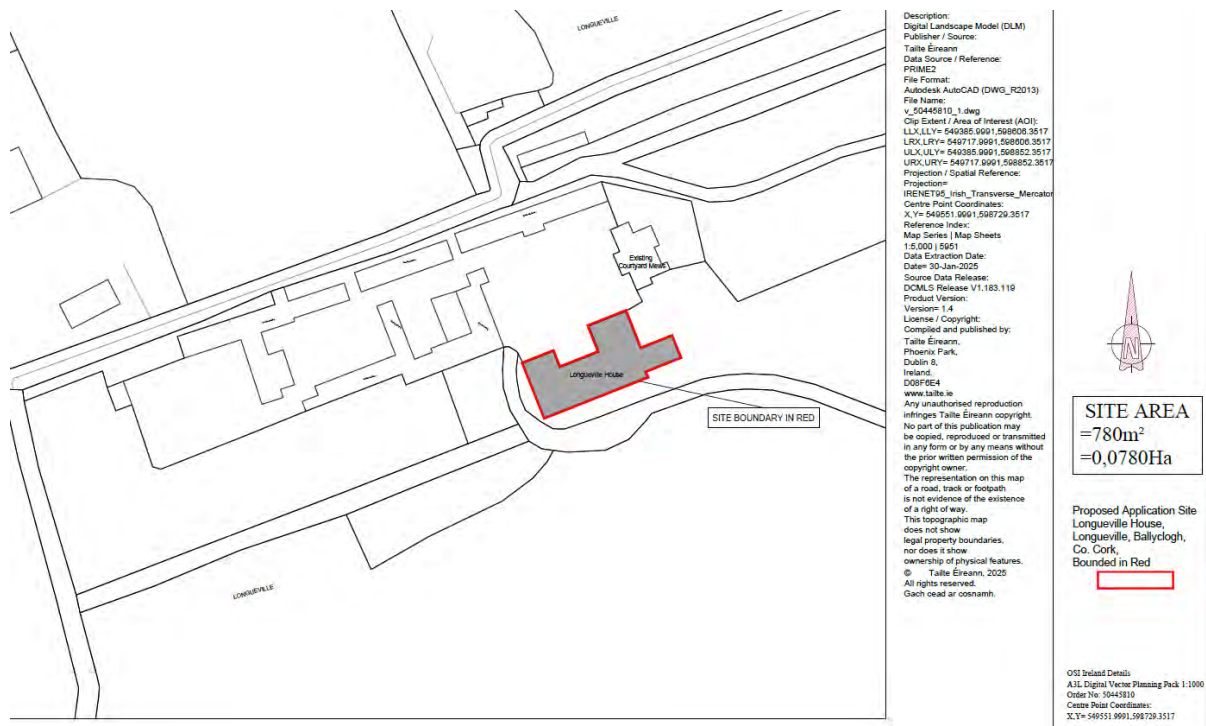 LONGUEVILLE
Existing
Courtyard Mews
Longueville House
SITE BOUNDARY IN RED
LONGUEVILLE
Description:
Digital Landscape Model (DLM)
Publisher / Source:
Tailte Éireann
Data Source / Reference:
PRIME2
File Format:
Autodesk AutoCAD (DWG_R2013)
File Name:
v_50445810_1.dwg
Clip Extent / Area of Interest (AOI):
LLX,LLY= 549385.9991,598606.3517
LRX,LRY= 549717.9991,598606.3517
ULX,ULY= 549385.9991,598852.3517
URX,URY= 549717.9991,598852.3517
Projection / Spatial Reference:
Projection=
IRENET95_Irish_Transverse_Mercator
Centre Point Coordinates:
X,Y= 549551.9991,598729.3517
Reference Index:
Map Series | Map Sheets
1:5,000 | 5951
Data Extraction Date:
Date= 30-Jan-2025
Source Data Release:
DCMLS Release V1.183.119
Product Version:
Version= 1.4
License / Copyright:
Compiled and published by:
Tailte Éireann,
Phoenix Park,
Dublin 8,
Ireland.
D08F6E4
www.tailte.ie
Any unauthorised reproduction
infringes Tailte Éireann copyright.
No part of this publication may
be copied, reproduced or transmitted
in any form or by any means without
the prior written permission of the
copyright owner.
The representation on this map
of a road, track or footpath
is not evidence of the existence
of a right of way.
This topographic map
does not show
legal property boundaries,
nor does it show
ownership of physical features.
© Tailte Éireann, 2025
All rights reserved.
Gach cead ar cosnamh.
N
SITE AREA
=780m²
=0,0780Ha
Proposed Application Site
Longueville House,
Longueville, Ballyclogh,
Co. Cork,
Bounded in Red
OSI Ireland Details
A3L Digital Vector Planning Pack 1:1000
Order No: 50445810
Centre Point Coordinates:
X,Y= 549551.9991,598729.3517